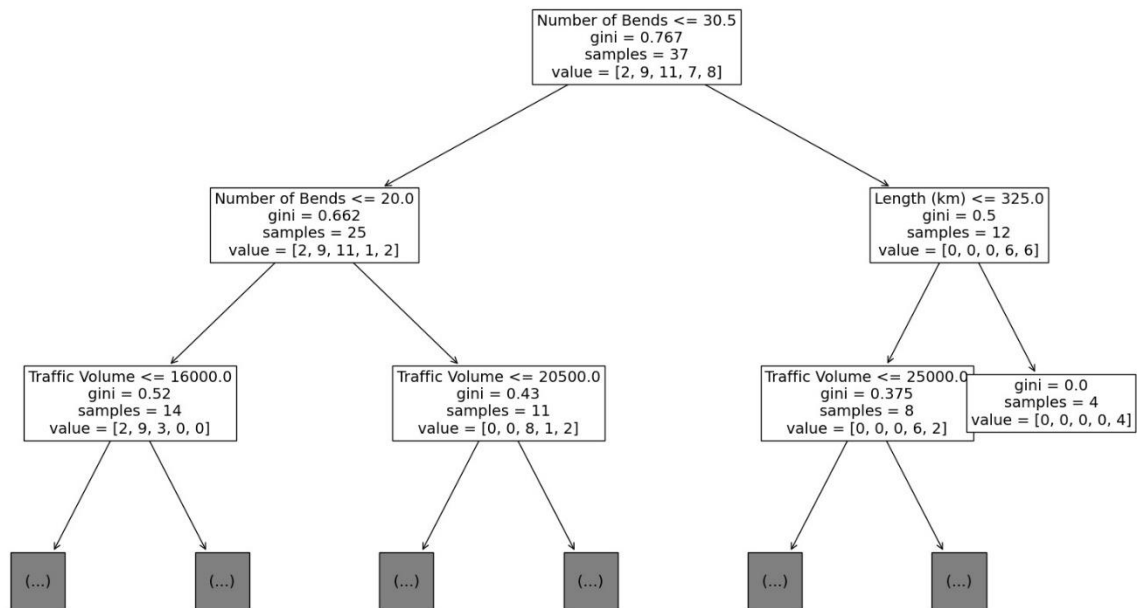 Number of Bends <= 30.5
gini = 0.767
samples = 37
value = [2, 9, 11, 7, 8]
Number of Bends <= 20.0
gini = 0.662
samples = 25
value = [2, 9, 11, 1, 2]
Length (km) <= 325.0
gini = 0.5
samples = 12
value = [0, 0, 0, 6, 6]
Traffic Volume <= 16000.0
gini = 0.52
samples = 14
value = [2, 9, 3, 0, 0]
Traffic Volume <= 20500.0
gini = 0.43
samples = 11
value = [0, 0, 8, 1, 2]
Traffic Volume <= 25000.0
gini = 0.375
samples = 8
value = [0, 0, 0, 6, 2]
gini = 0.0
samples = 4
value = [0, 0, 0, 0, 4]
(...)
(...)
(...)
(...)
(...)
(...)